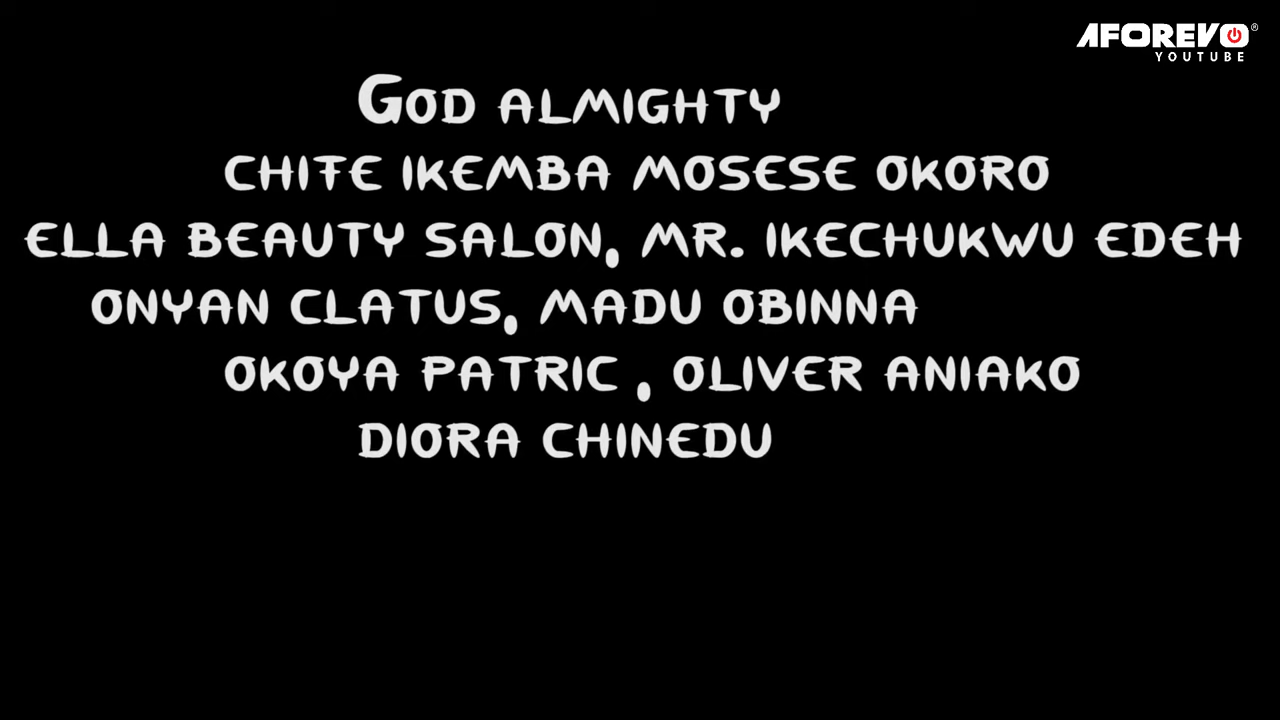 AFOREVO®
YOUTUBE
God ALMIGHTY
CHITE IKEMBA MOSESE OKORO
ELLA BEAUTY SALON, MR. IKECHUKWU EDEH
ONYAN CLATUS, MADU OBINNA
OKOYA PATRIC , OLIVER ANIAKO
DIORA CHINEDU